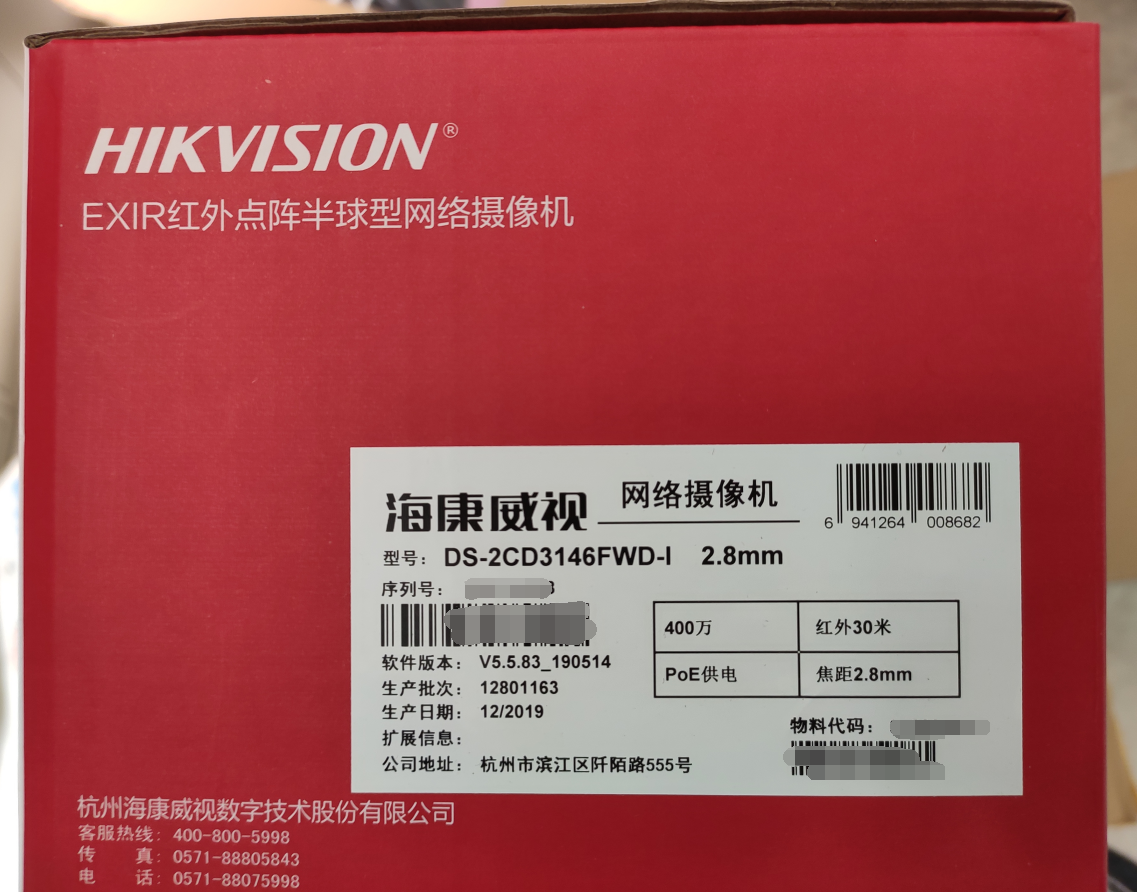 HIKVISION®
EXIR红外点阵半球型网络摄像机
海康威视 网络摄像机
6 941264 008682
型号: DS-2CD3146FWD-I 2.8mm
序列号:
400万 红外30米
软件版本: V5.5.83_190514
PoE供电 焦距2.8mm
生产批次: 12801163
生产日期: 12/2019
物料代码:
扩展信息:
公司地址: 杭州市滨江区阡陌路555号
杭州海康威视数字技术股份有限公司
客服热线: 400-800-5998
传 真: 0571-88805843
电 话: 0571-88075998